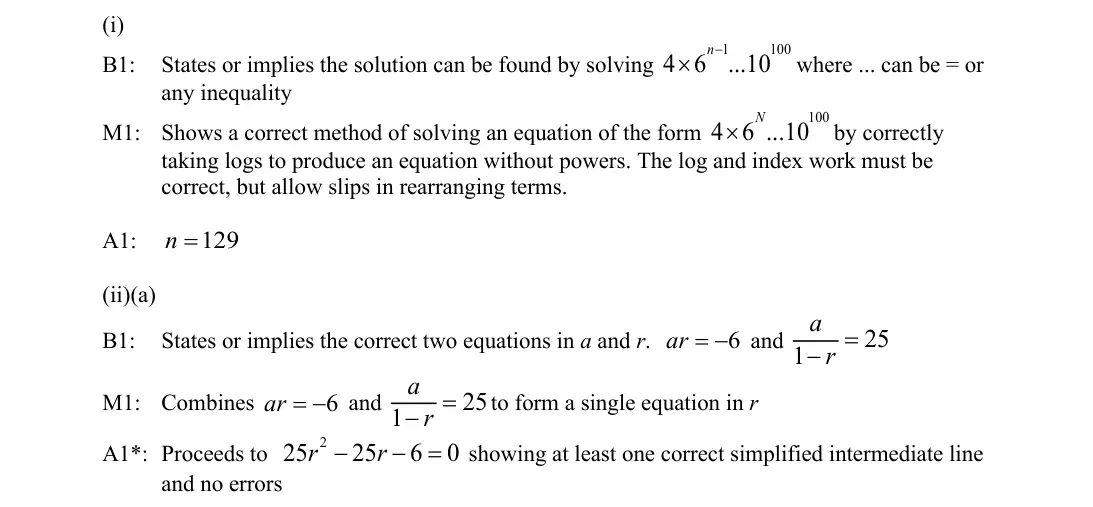 (i)
B1: States or implies the solution can be found by solving 4×6^{n−1}...10^{100} where ... can be = or
any inequality
M1: Shows a correct method of solving an equation of the form 4×6^{N}...10^{100} by correctly
taking logs to produce an equation without powers. The log and index work must be
correct, but allow slips in rearranging terms.
A1: n = 129
(ii)(a)
B1: States or implies the correct two equations in a and r. ar = −6 and \frac{a}{1−r} = 25
M1: Combines ar = −6 and \frac{a}{1−r} = 25 to form a single equation in r
A1*: Proceeds to 25r^{2} − 25r − 6 = 0 showing at least one correct simplified intermediate line
and no errors